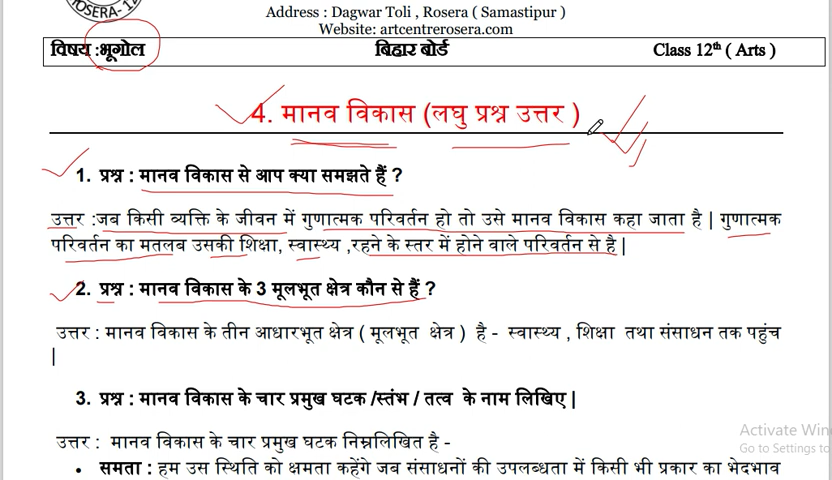 ROSERA-12
Address : Dagwar Toli , Rosera ( Samastipur )
Website: artcentrerosera.com
विषय :भूगोल बिहार बोर्ड Class 12th ( Arts )
4. मानव विकास (लघु प्रश्न उत्तर )
1. प्रश्न : मानव विकास से आप क्या समझते हैं ?
उत्तर :जब किसी व्यक्ति के जीवन में गुणात्मक परिवर्तन हो तो उसे मानव विकास कहा जाता है | गुणात्मक
परिवर्तन का मतलब उसकी शिक्षा, स्वास्थ्य ,रहने के स्तर में होने वाले परिवर्तन से है |
2. प्रश्न : मानव विकास के 3 मूलभूत क्षेत्र कौन से हैं ?
उत्तर : मानव विकास के तीन आधारभूत क्षेत्र ( मूलभूत क्षेत्र ) है - स्वास्थ्य , शिक्षा तथा संसाधन तक पहुंच
|
3. प्रश्न : मानव विकास के चार प्रमुख घटक /स्तंभ / तत्व के नाम लिखिए |
उत्तर : मानव विकास के चार प्रमुख घटक निम्नलिखित है -
• समता : हम उस स्थिति को क्षमता कहेंगे जब संसाधनों की उपलब्धता में किसी भी प्रकार का भेदभाव
Activate Win
Go to Settings to